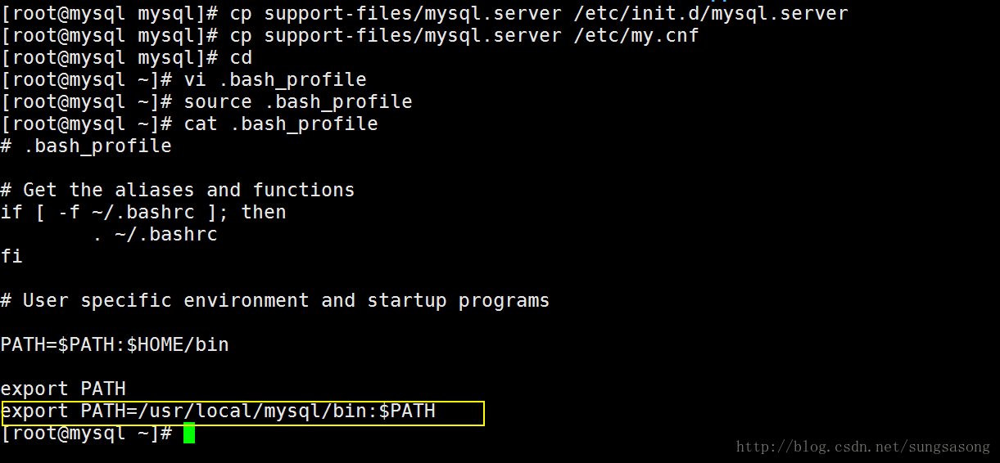 [root@mysql mysql]# cp support-files/mysql.server /etc/init.d/mysql.server
[root@mysql mysql]# cp support-files/mysql.server /etc/my.cnf
[root@mysql mysql]# cd
[root@mysql ~]# vi .bash_profile
[root@mysql ~]# source .bash_profile
[root@mysql ~]# cat .bash_profile
# .bash_profile
# Get the aliases and functions
if [ -f ~/.bashrc ]; then
        . ~/.bashrc
fi
# User specific environment and startup programs
PATH=$PATH:$HOME/bin
export PATH
export PATH=/usr/local/mysql/bin:$PATH
[root@mysql ~]#
http://blog.csdn.net/sungsasong